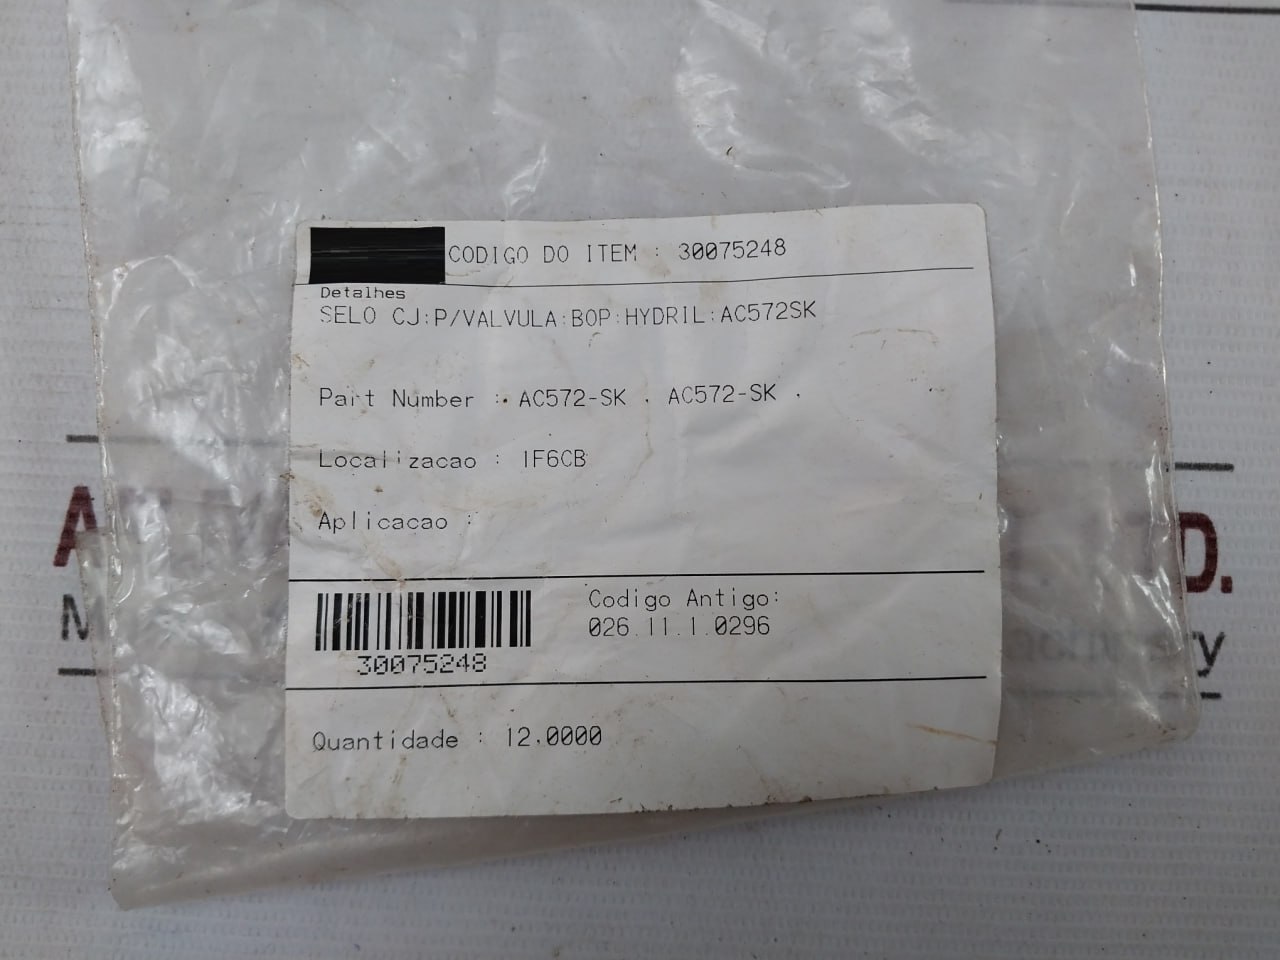 CODIGO DO ITEM : 30075248
Detalhes
SELO CJ:P/VALVULA:BOP:HYDRIL:AC572SK
Part Number : AC572-SK . AC572-SK .
Localizacao : 1F6CB
Aplicacao :
Codigo Antigo:
026.11.1.0296
30075248
Quantidade : 12.0000